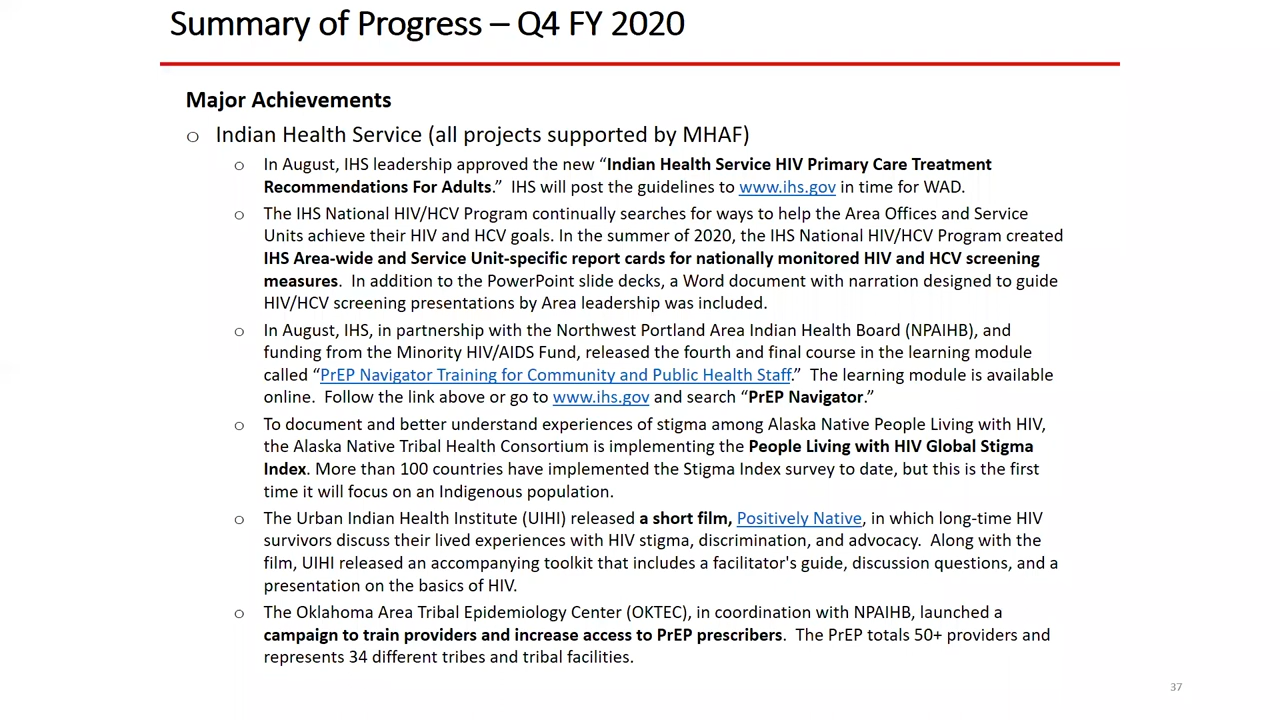 Summary of Progress – Q4 FY 2020
Major Achievements
o Indian Health Service (all projects supported by MHAF)
o In August, IHS leadership approved the new “Indian Health Service HIV Primary Care Treatment
Recommendations For Adults.” IHS will post the guidelines to www.ihs.gov in time for WAD.
o The IHS National HIV/HCV Program continually searches for ways to help the Area Offices and Service
Units achieve their HIV and HCV goals. In the summer of 2020, the IHS National HIV/HCV Program created
IHS Area-wide and Service Unit-specific report cards for nationally monitored HIV and HCV screening
measures. In addition to the PowerPoint slide decks, a Word document with narration designed to guide
HIV/HCV screening presentations by Area leadership was included.
o In August, IHS, in partnership with the Northwest Portland Area Indian Health Board (NPAIHB), and
funding from the Minority HIV/AIDS Fund, released the fourth and final course in the learning module
called “PrEP Navigator Training for Community and Public Health Staff.” The learning module is available
online. Follow the link above or go to www.ihs.gov and search “PrEP Navigator.”
o To document and better understand experiences of stigma among Alaska Native People Living with HIV,
the Alaska Native Tribal Health Consortium is implementing the People Living with HIV Global Stigma
Index. More than 100 countries have implemented the Stigma Index survey to date, but this is the first
time it will focus on an Indigenous population.
o The Urban Indian Health Institute (UIHI) released a short film, Positively Native, in which long-time HIV
survivors discuss their lived experiences with HIV stigma, discrimination, and advocacy. Along with the
film, UIHI released an accompanying toolkit that includes a facilitator's guide, discussion questions, and a
presentation on the basics of HIV.
o The Oklahoma Area Tribal Epidemiology Center (OKTEC), in coordination with NPAIHB, launched a
campaign to train providers and increase access to PrEP prescribers. The PrEP totals 50+ providers and
represents 34 different tribes and tribal facilities.
37